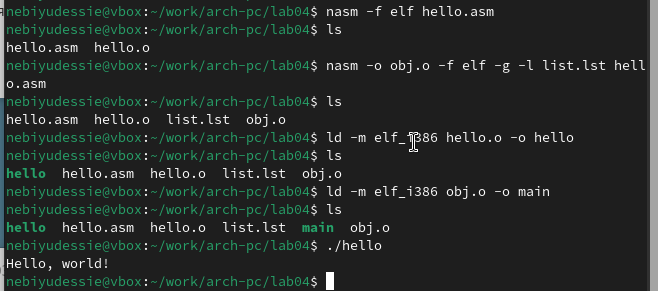 nebiyudessie@vbox:~/work/arch-pc/lab04$ nasm -f elf hello.asm
nebiyudessie@vbox:~/work/arch-pc/lab04$ ls
hello.asm  hello.o
nebiyudessie@vbox:~/work/arch-pc/lab04$ nasm -o obj.o -f elf -g -l list.lst hell
o.asm
nebiyudessie@vbox:~/work/arch-pc/lab04$ ls
hello.asm  hello.o  list.lst  obj.o
nebiyudessie@vbox:~/work/arch-pc/lab04$ ld -m elf_i386 hello.o -o hello
nebiyudessie@vbox:~/work/arch-pc/lab04$ ls
hello  hello.asm  hello.o  list.lst  obj.o
nebiyudessie@vbox:~/work/arch-pc/lab04$ ld -m elf_i386 obj.o -o main
nebiyudessie@vbox:~/work/arch-pc/lab04$ ls
hello  hello.asm  hello.o  list.lst  main  obj.o
nebiyudessie@vbox:~/work/arch-pc/lab04$ ./hello
Hello, world!
nebiyudessie@vbox:~/work/arch-pc/lab04$